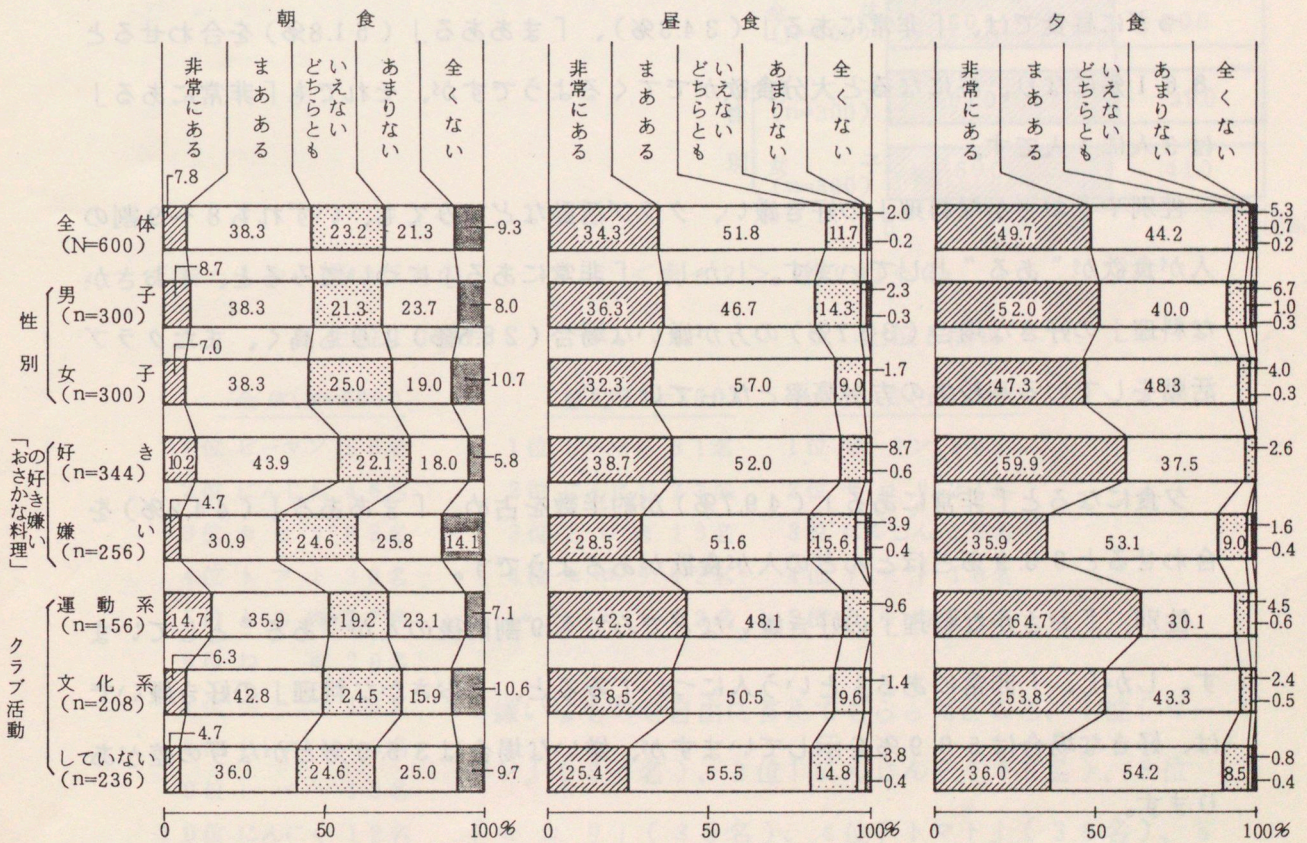 朝食
昼食
夕食
非常にある
まあある
どちらとも
いえない
あまりない
全くない
非常にある
まあある
どちらとも
いえない
あまりない
全くない
非常にある
まあある
どちらとも
いえない
あまりない
全くない
全体
(N=600)
7.8 38.3 23.2 21.3 9.3
34.3 51.8 11.7 2.0 0.2
49.7 44.2 5.3 0.7 0.2
性別
男子
(n=300)
8.7 38.3 21.3 23.7 8.0
36.3 46.7 14.3 2.3 0.3
52.0 40.0 6.7 1.0 0.3
女子
(n=300)
7.0 38.3 25.0 19.0 10.7
32.3 57.0 9.0 1.7
47.3 48.3 4.0 0.3
「おさかな料理」
の好き嫌い
好き
(n=344)
10.2 43.9 22.1 18.0 5.8
38.7 52.0 8.7 0.6
59.9 37.5 2.6
嫌い
(n=256)
4.7 30.9 24.6 25.8 14.1
28.5 51.6 15.6 3.9 0.4
35.9 53.1 9.0 1.6 0.4
クラブ活動
運動系
(n=156)
14.7 35.9 19.2 23.1 7.1
42.3 48.1 9.6
64.7 30.1 4.5 0.6
文化系
(n=208)
6.3 42.8 24.5 15.9 10.6
38.5 50.5 9.6 1.4
53.8 43.3 2.4 0.5
していない
(n=236)
4.7 36.0 24.6 25.0 9.7
25.4 55.5 14.8 3.8 0.4
36.0 54.2 8.5 0.8 0.4
0 50 100%
0 50 100%
0 50 100%